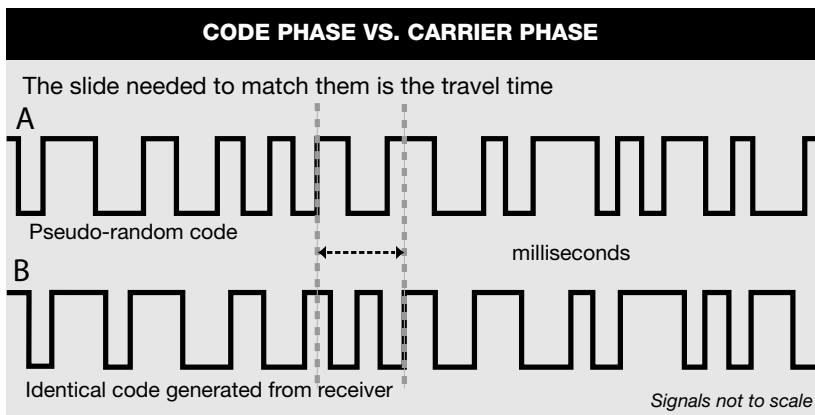 CODE PHASE VS. CARRIER PHASE
The slide needed to match them is the travel time
A
Pseudo-random code
milliseconds
B
Identical code generated from receiver
Signals not to scale